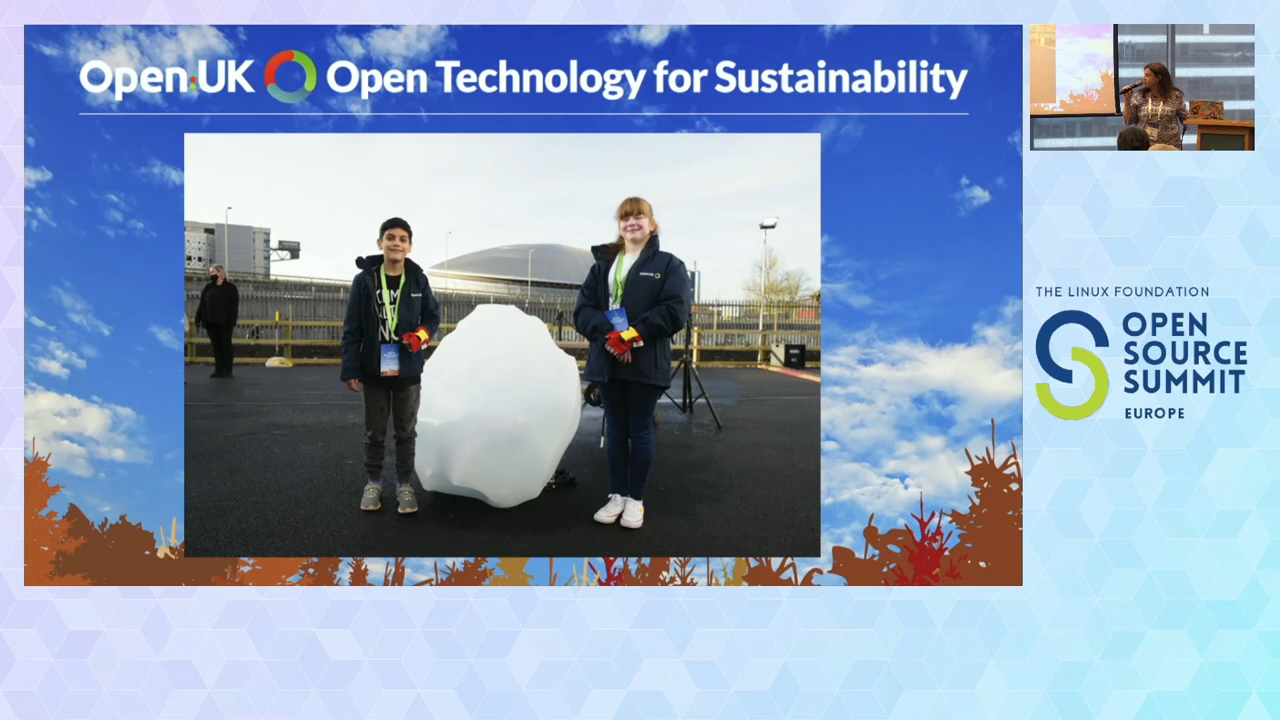 Open:UK Open Technology for Sustainability
THE LINUX FOUNDATION
OPEN
SOURCE
SUMMIT
EUROPE